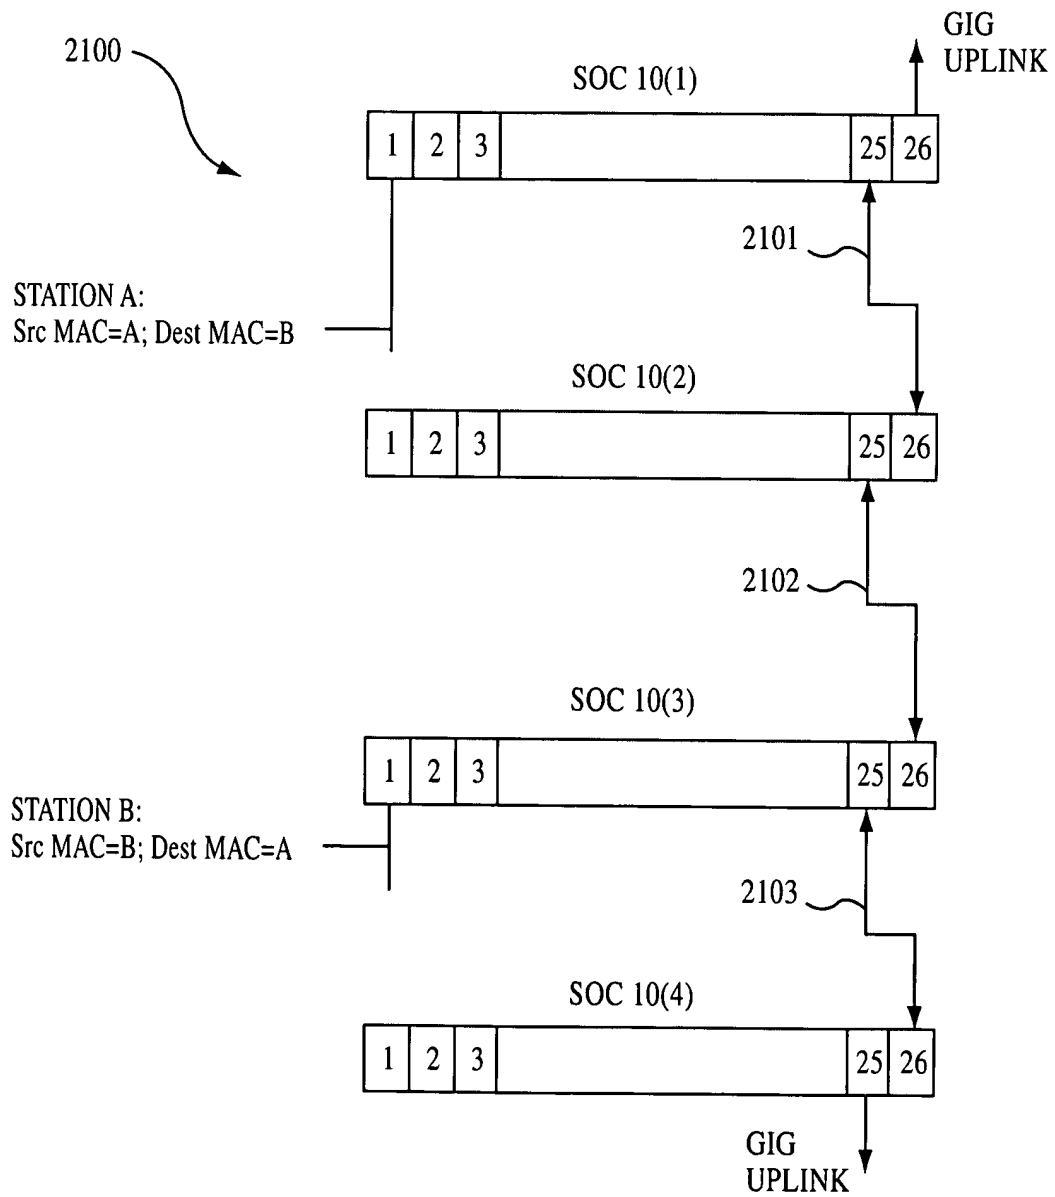 2100
GIG
UPLINK
SOC 10(1)
1 2 3 25 26
2101
STATION A:
Src MAC=A; Dest MAC=B
SOC 10(2)
1 2 3 25 26
2102
SOC 10(3)
1 2 3 25 26
STATION B:
Src MAC=B; Dest MAC=A
2103
SOC 10(4)
1 2 3 25 26
GIG
UPLINK